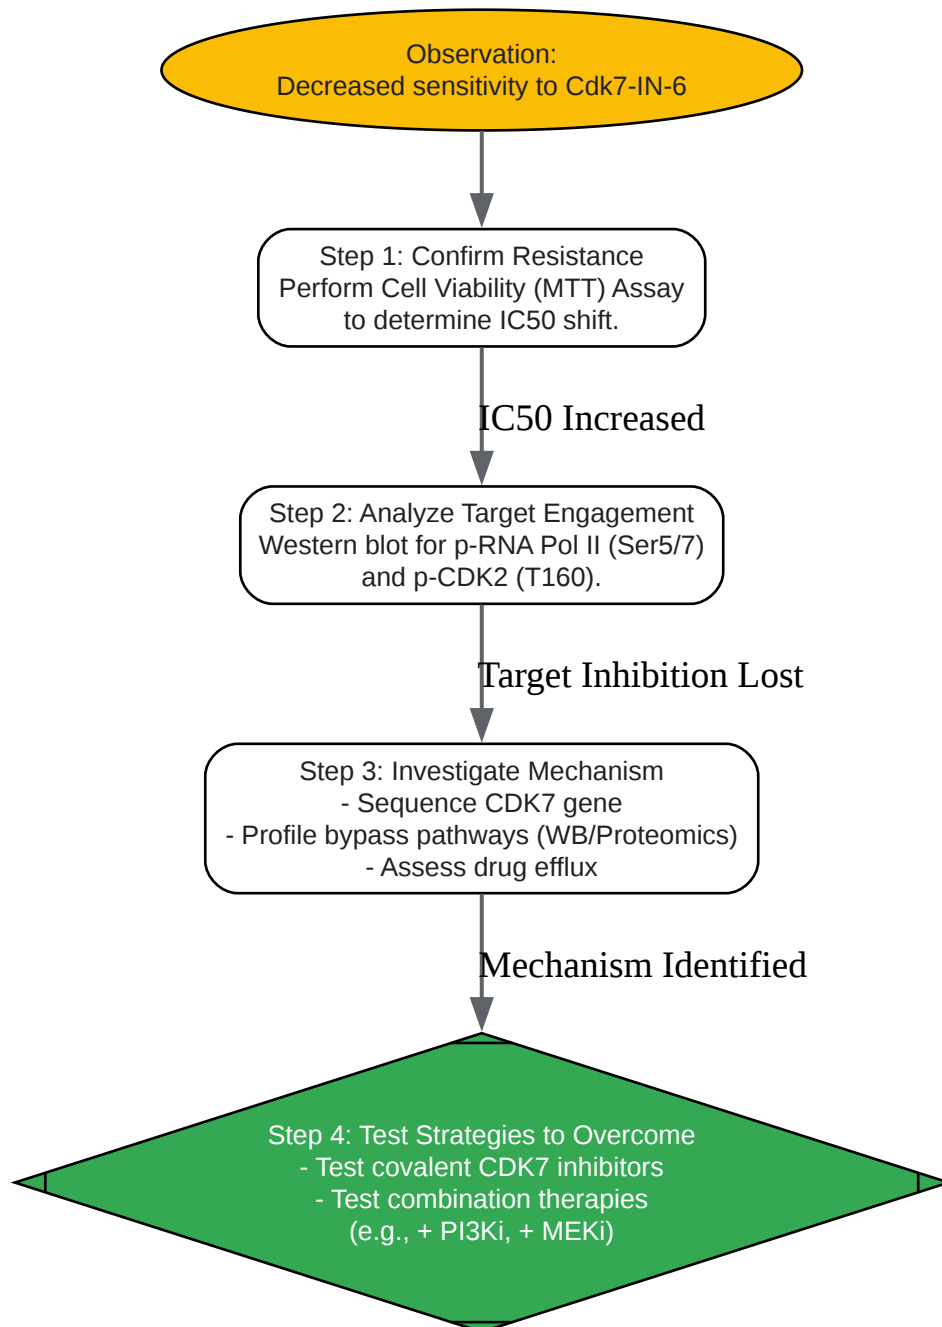 Observation:
Decreased sensitivity to Cdk7-IN-6
Step 1: Confirm Resistance
Perform Cell Viability (MTT) Assay
to determine IC50 shift.
IC50 Increased
Step 2: Analyze Target Engagement
Western blot for p-RNA Pol II (Ser5/7)
and p-CDK2 (T160).
Target Inhibition Lost
Step 3: Investigate Mechanism
- Sequence CDK7 gene
- Profile bypass pathways (WB/Proteomics)
- Assess drug efflux
Mechanism Identified
Step 4: Test Strategies to Overcome
- Test covalent CDK7 inhibitors
- Test combination therapies
(e.g., + PI3Ki, + MEKi)